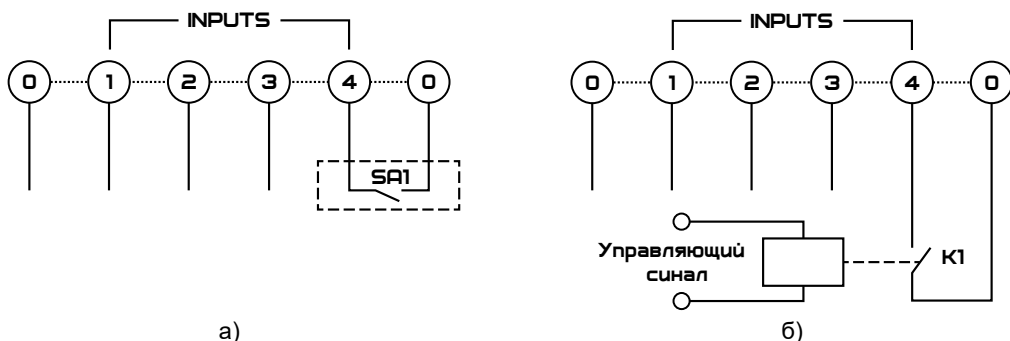 INPUTS
0 1 2 3 4 0
SA1
а)
INPUTS
0 1 2 3 4 0
Управляющий
синал
K1
б)